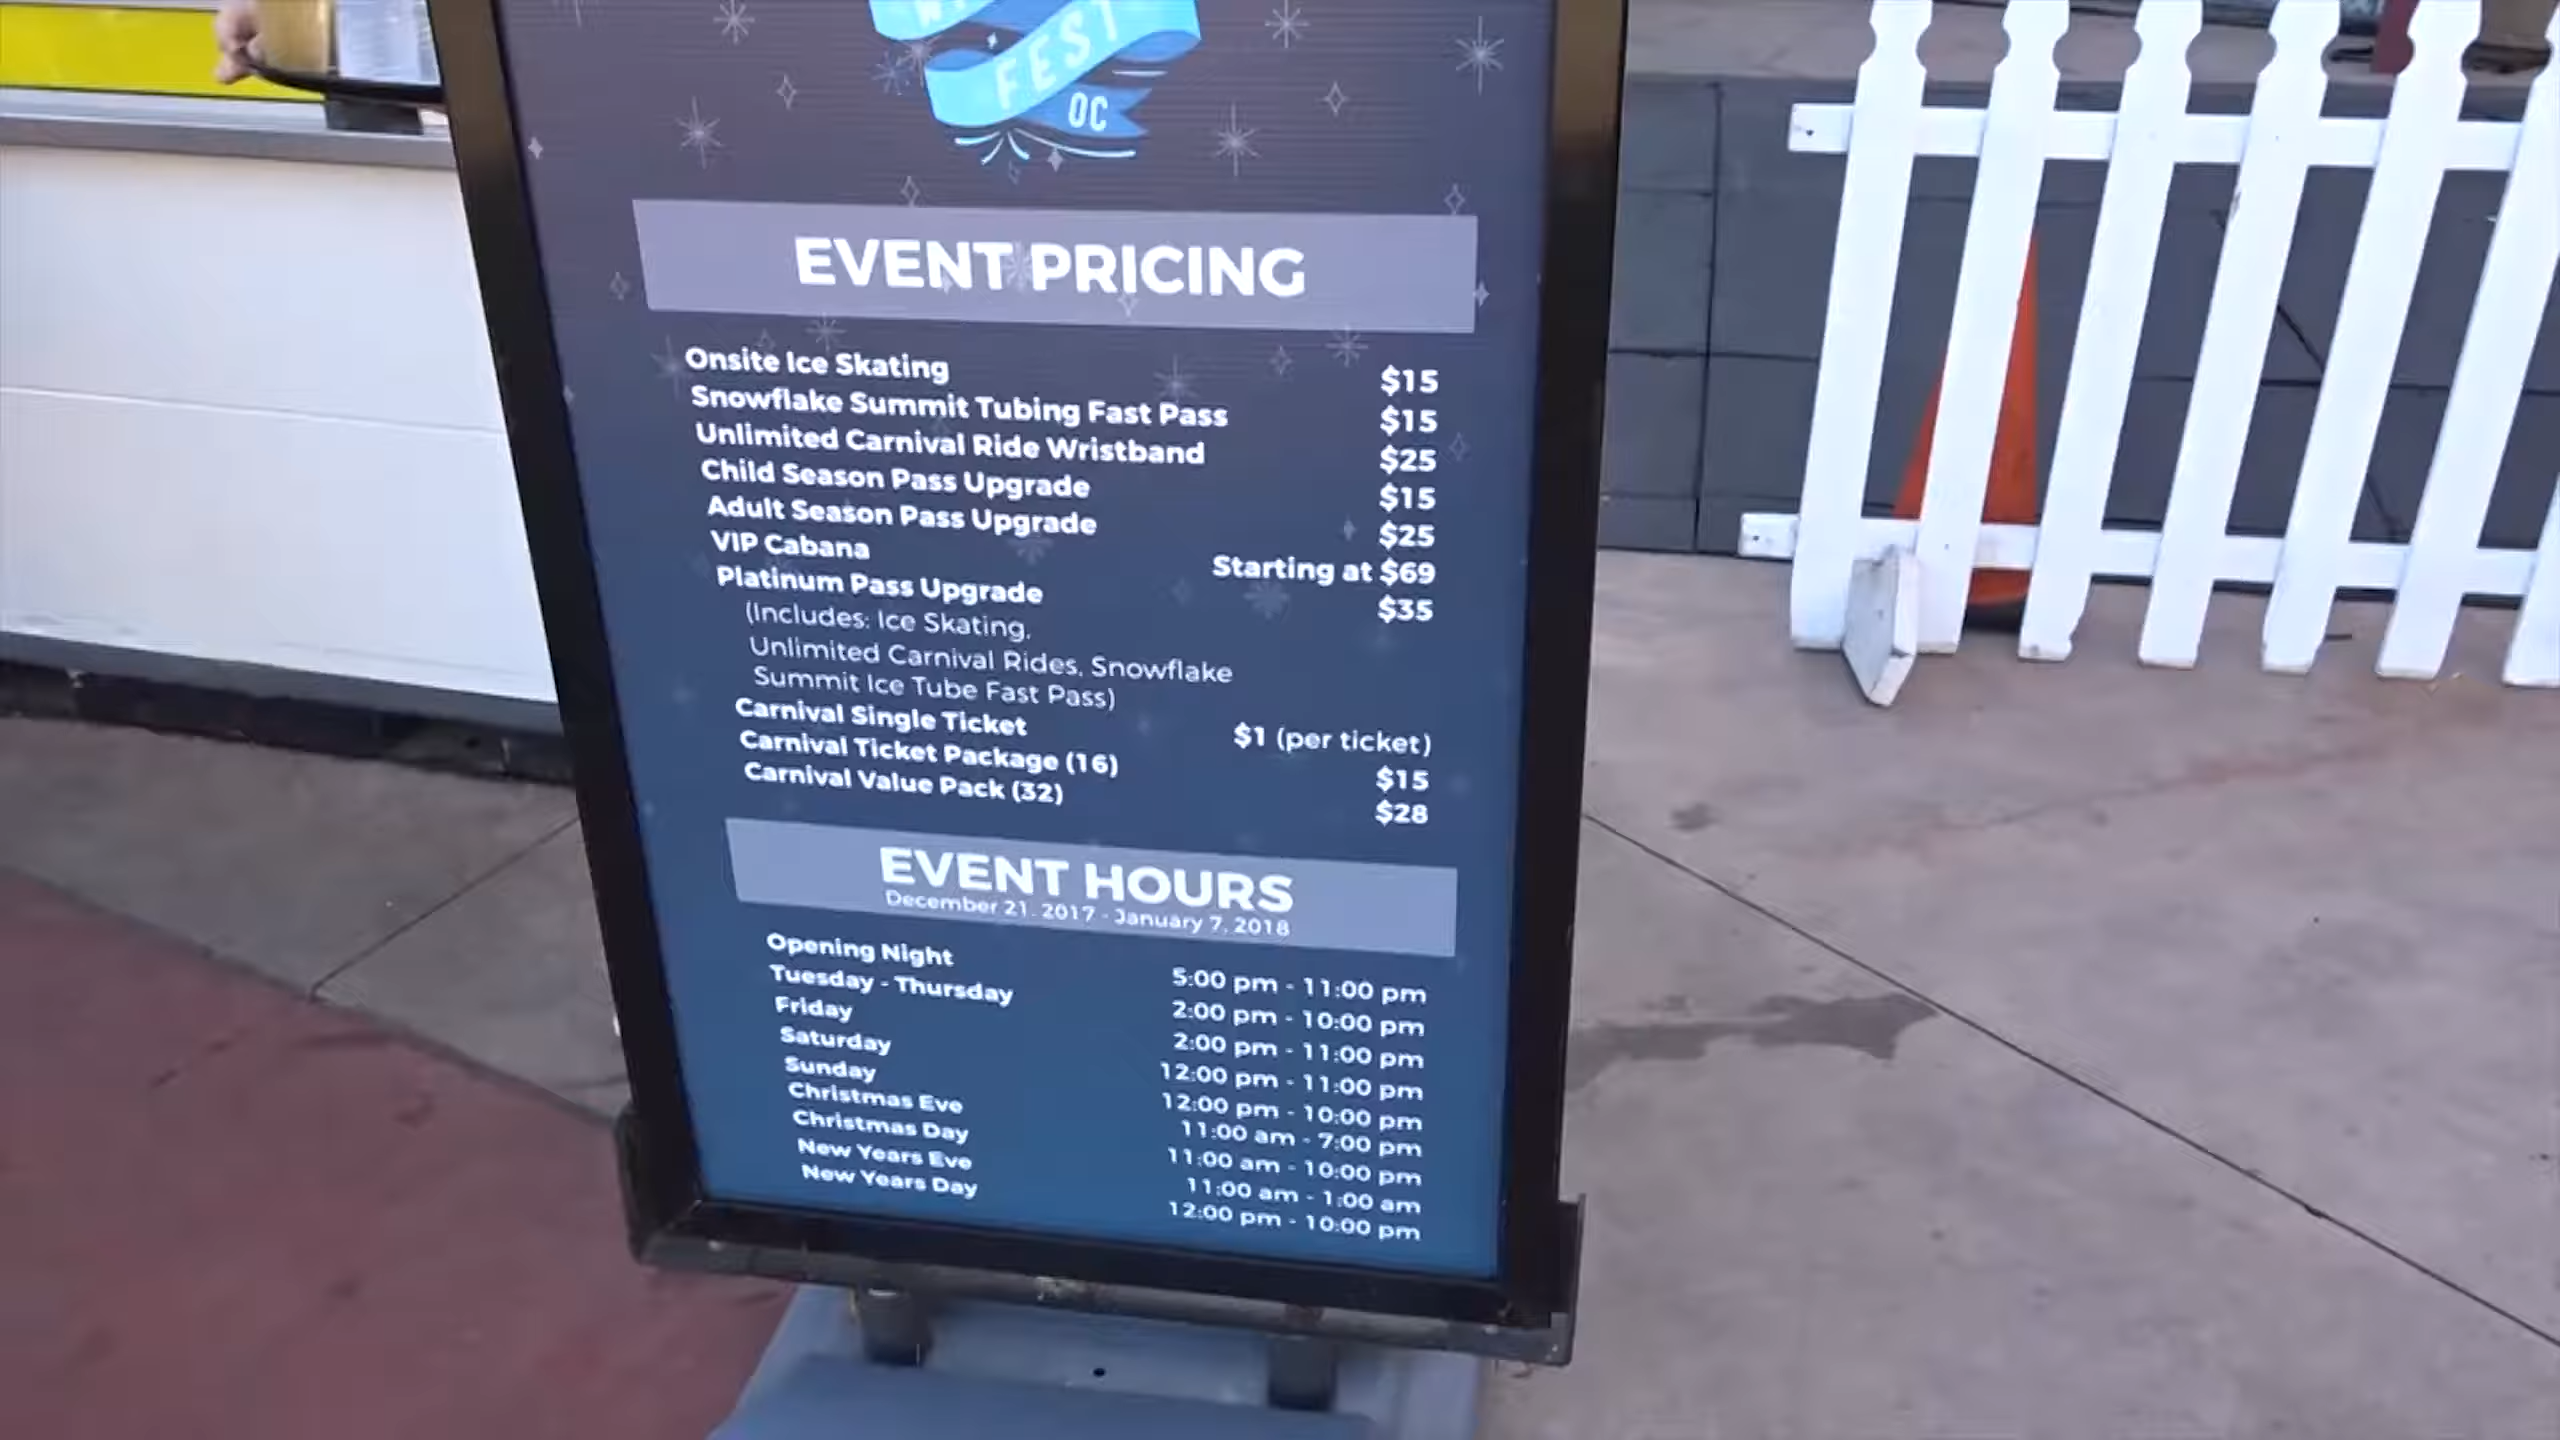 FEST
OC
EVENT PRICING
Onsite Ice Skating $15
Snowflake Summit Tubing Fast Pass $15
Unlimited Carnival Ride Wristband $25
Child Season Pass Upgrade $15
Adult Season Pass Upgrade $25
VIP Cabana Starting at $69
Platinum Pass Upgrade $35
(Includes: Ice Skating,
Unlimited Carnival Rides, Snowflake
Summit Ice Tube Fast Pass)
Carnival Single Ticket $1 (per ticket)
Carnival Ticket Package (16) $15
Carnival Value Pack (32) $28
EVENT HOURS
December 21, 2017 - January 7, 2018
Opening Night 5:00 pm - 11:00 pm
Tuesday - Thursday 2:00 pm - 10:00 pm
Friday 2:00 pm - 11:00 pm
Saturday 12:00 pm - 11:00 pm
Sunday 12:00 pm - 10:00 pm
Christmas Eve 11:00 am - 7:00 pm
Christmas Day 11:00 am - 10:00 pm
New Years Eve 11:00 am - 1:00 am
New Years Day 12:00 pm - 10:00 pm